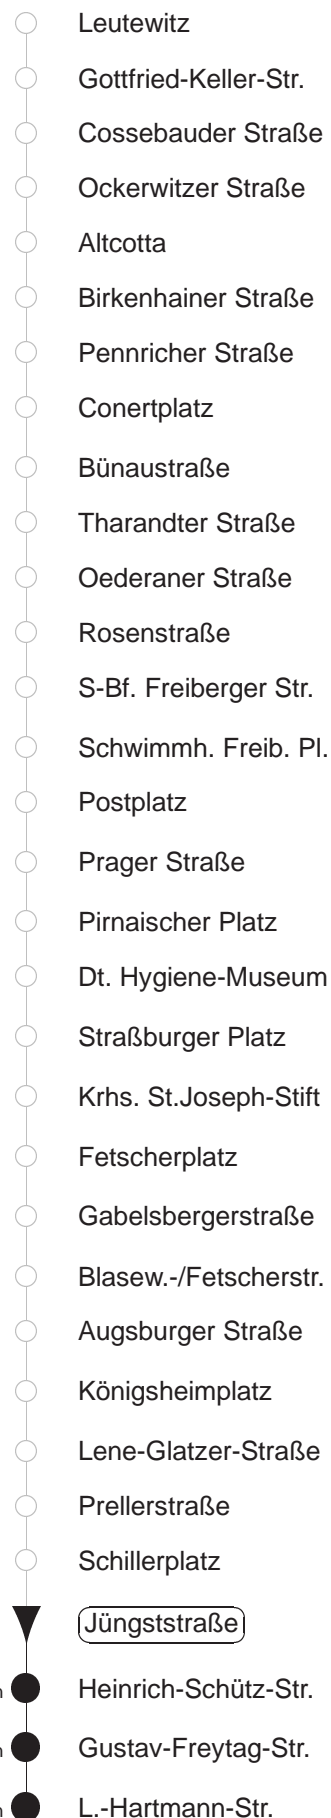 Leutewitz
Gottfried-Keller-Str.
Cossebauder Straße
Ockerwitzer Straße
Altcotta
Birkenhainer Straße
Pennricher Straße
Conertplatz
Bünaustraße
Tharandter Straße
Oederaner Straße
Rosenstraße
S-Bf. Freiberger Str.
Schwimmh. Freib. Pl.
Postplatz
Prager Straße
Pirnaischer Platz
Dt. Hygiene-Museum
Straßburger Platz
Krhs. St.Joseph-Stift
Fetscherplatz
Gabelsbergerstraße
Blasew.-/Fetscherstr.
Augsburger Straße
Königsheimplatz
Lene-Glatzer-Straße
Prellerstraße
Schillerplatz
Jüngststraße
Heinrich-Schütz-Str.
Gustav-Freytag-Str.
L.-Hartmann-Str.